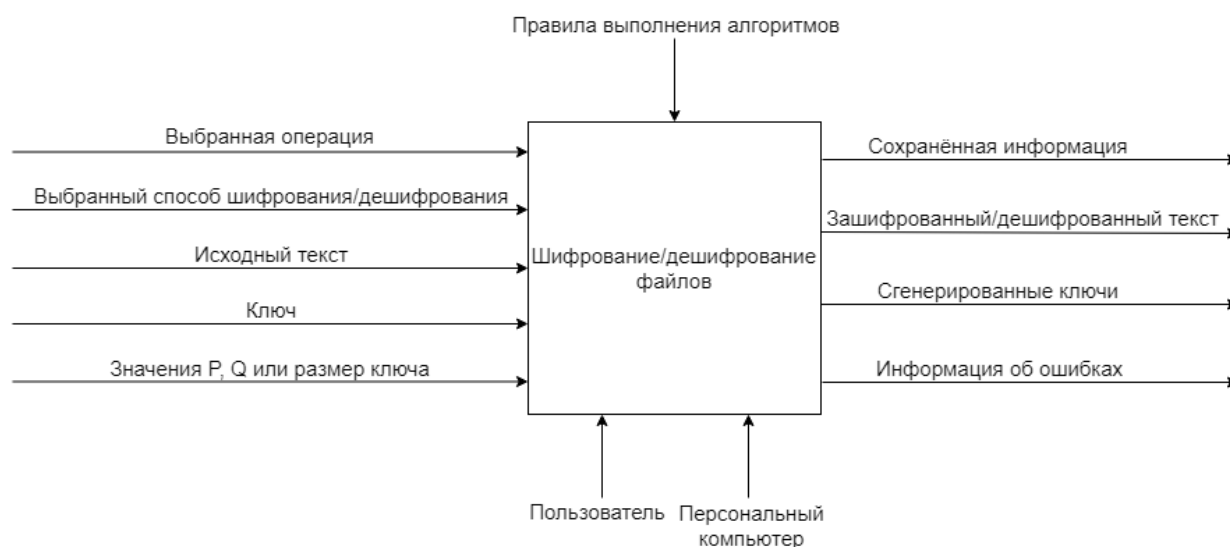 Правила выполнения алгоритмов
Выбранная операция
Выбранный способ шифрования/дешифрования
Исходный текст
Ключ
Значения P, Q или размер ключа
Шифрование/дешифрование
файлов
Сохранённая информация
Зашифрованный/дешифрованный текст
Сгенерированные ключи
Информация об ошибках
Пользователь
Персональный
компьютер